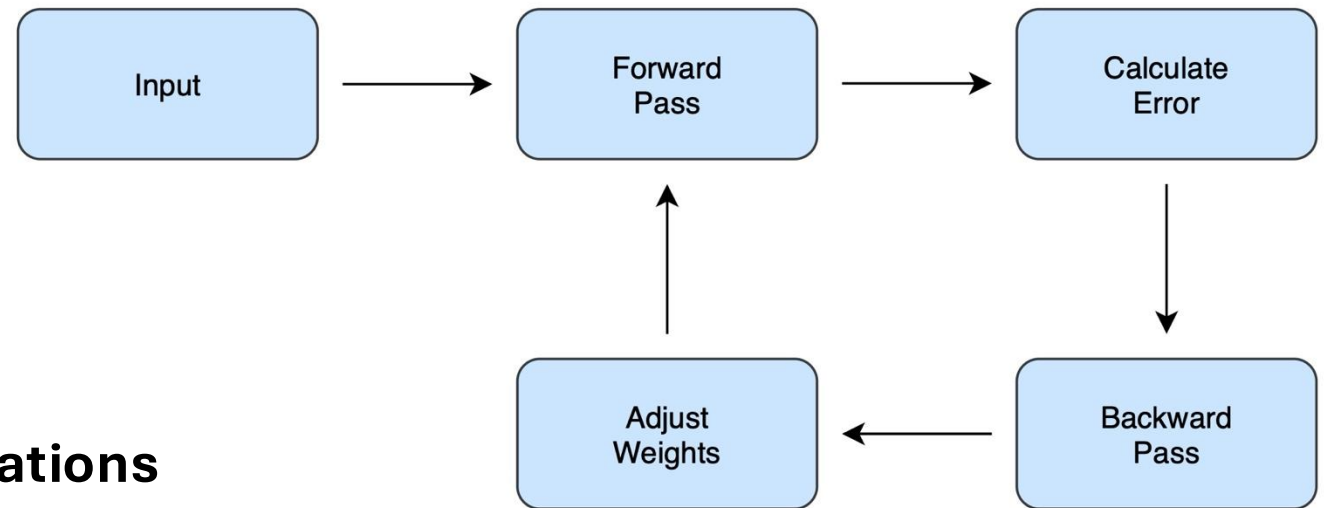 Input
Forward
Pass
Calculate
Error
Adjust
Weights
Backward
Pass
ations